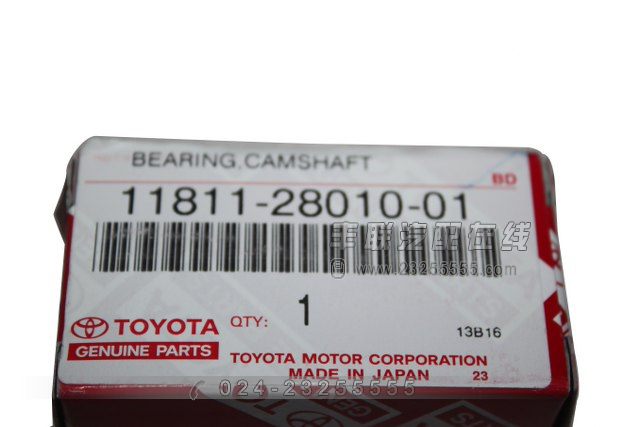 BEARING,CAMSHAFT
BD
11811-28010-01
丰联汽配在线
www.23255555.com
TOYOTA
GENUINE PARTS
QTY: 1
13B16
TOYOTA MOTOR CORPORATION
MADE IN JAPAN 23
024-23255555